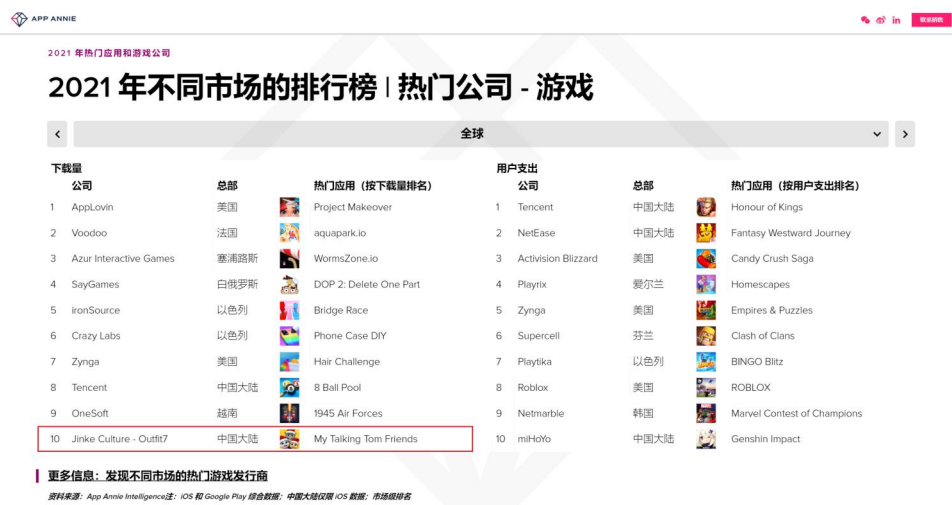 APP ANNIE
联系销售
2021 年热门应用和游戏公司
2021 年不同市场的排行榜 | 热门公司 - 游戏
全球
下载量
公司 总部 热门应用（按下载量排名）
1 AppLovin 美国 Project Makeover
2 Voodoo 法国 aquapark.io
3 Azur Interactive Games 塞浦路斯 WormsZone.io
4 SayGames 白俄罗斯 DOP 2: Delete One Part
5 ironSource 以色列 Bridge Race
6 Crazy Labs 以色列 Phone Case DIY
7 Zynga 美国 Hair Challenge
8 Tencent 中国大陆 8 Ball Pool
9 OneSoft 越南 1945 Air Forces
10 Jinke Culture - Outfit7 中国大陆 My Talking Tom Friends
用户支出
公司 总部 热门应用（按用户支出排名）
1 Tencent 中国大陆 Honour of Kings
2 NetEase 中国大陆 Fantasy Westward Journey
3 Activision Blizzard 美国 Candy Crush Saga
4 Playrix 爱尔兰 Homescapes
5 Zynga 美国 Empires & Puzzles
6 Supercell 芬兰 Clash of Clans
7 Playtika 以色列 BINGO Blitz
8 Roblox 美国 ROBLOX
9 Netmarble 韩国 Marvel Contest of Champions
10 miHoYo 中国大陆 Genshin Impact
更多信息：发现不同市场的热门游戏发行商
资料来源：App Annie Intelligence注：iOS 和 Google Play 综合数据；中国大陆仅限 iOS 数据；市场级排名